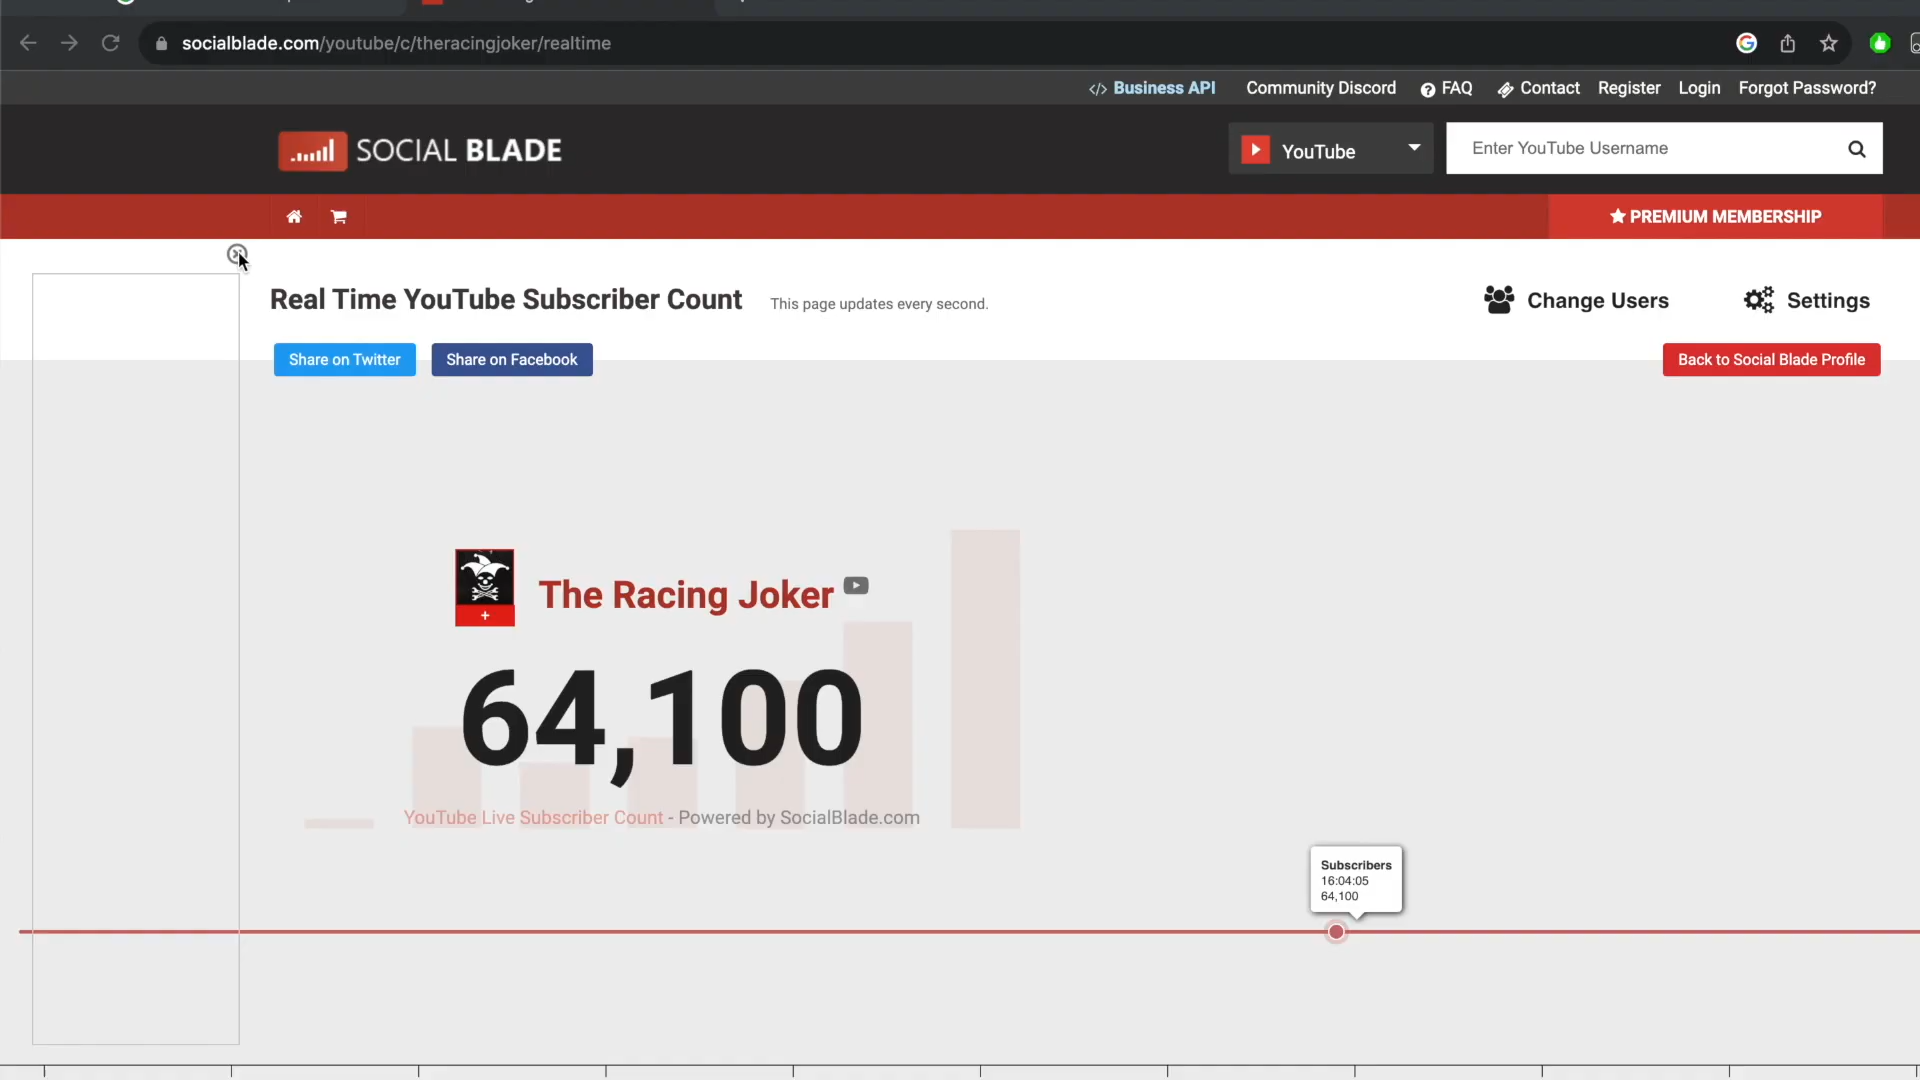 socialblade.com/youtube/c/theracingjoker/realtime
</> Business API Community Discord FAQ Contact Register Login Forgot Password?
SOCIAL BLADE
YouTube
Enter YouTube Username
PREMIUM MEMBERSHIP
Real Time YouTube Subscriber Count This page updates every second.
Change Users
Settings
Share on Twitter
Share on Facebook
Back to Social Blade Profile
The Racing Joker
+
64,100
YouTube Live Subscriber Count - Powered by SocialBlade.com
Subscribers
16:04:05
64,100